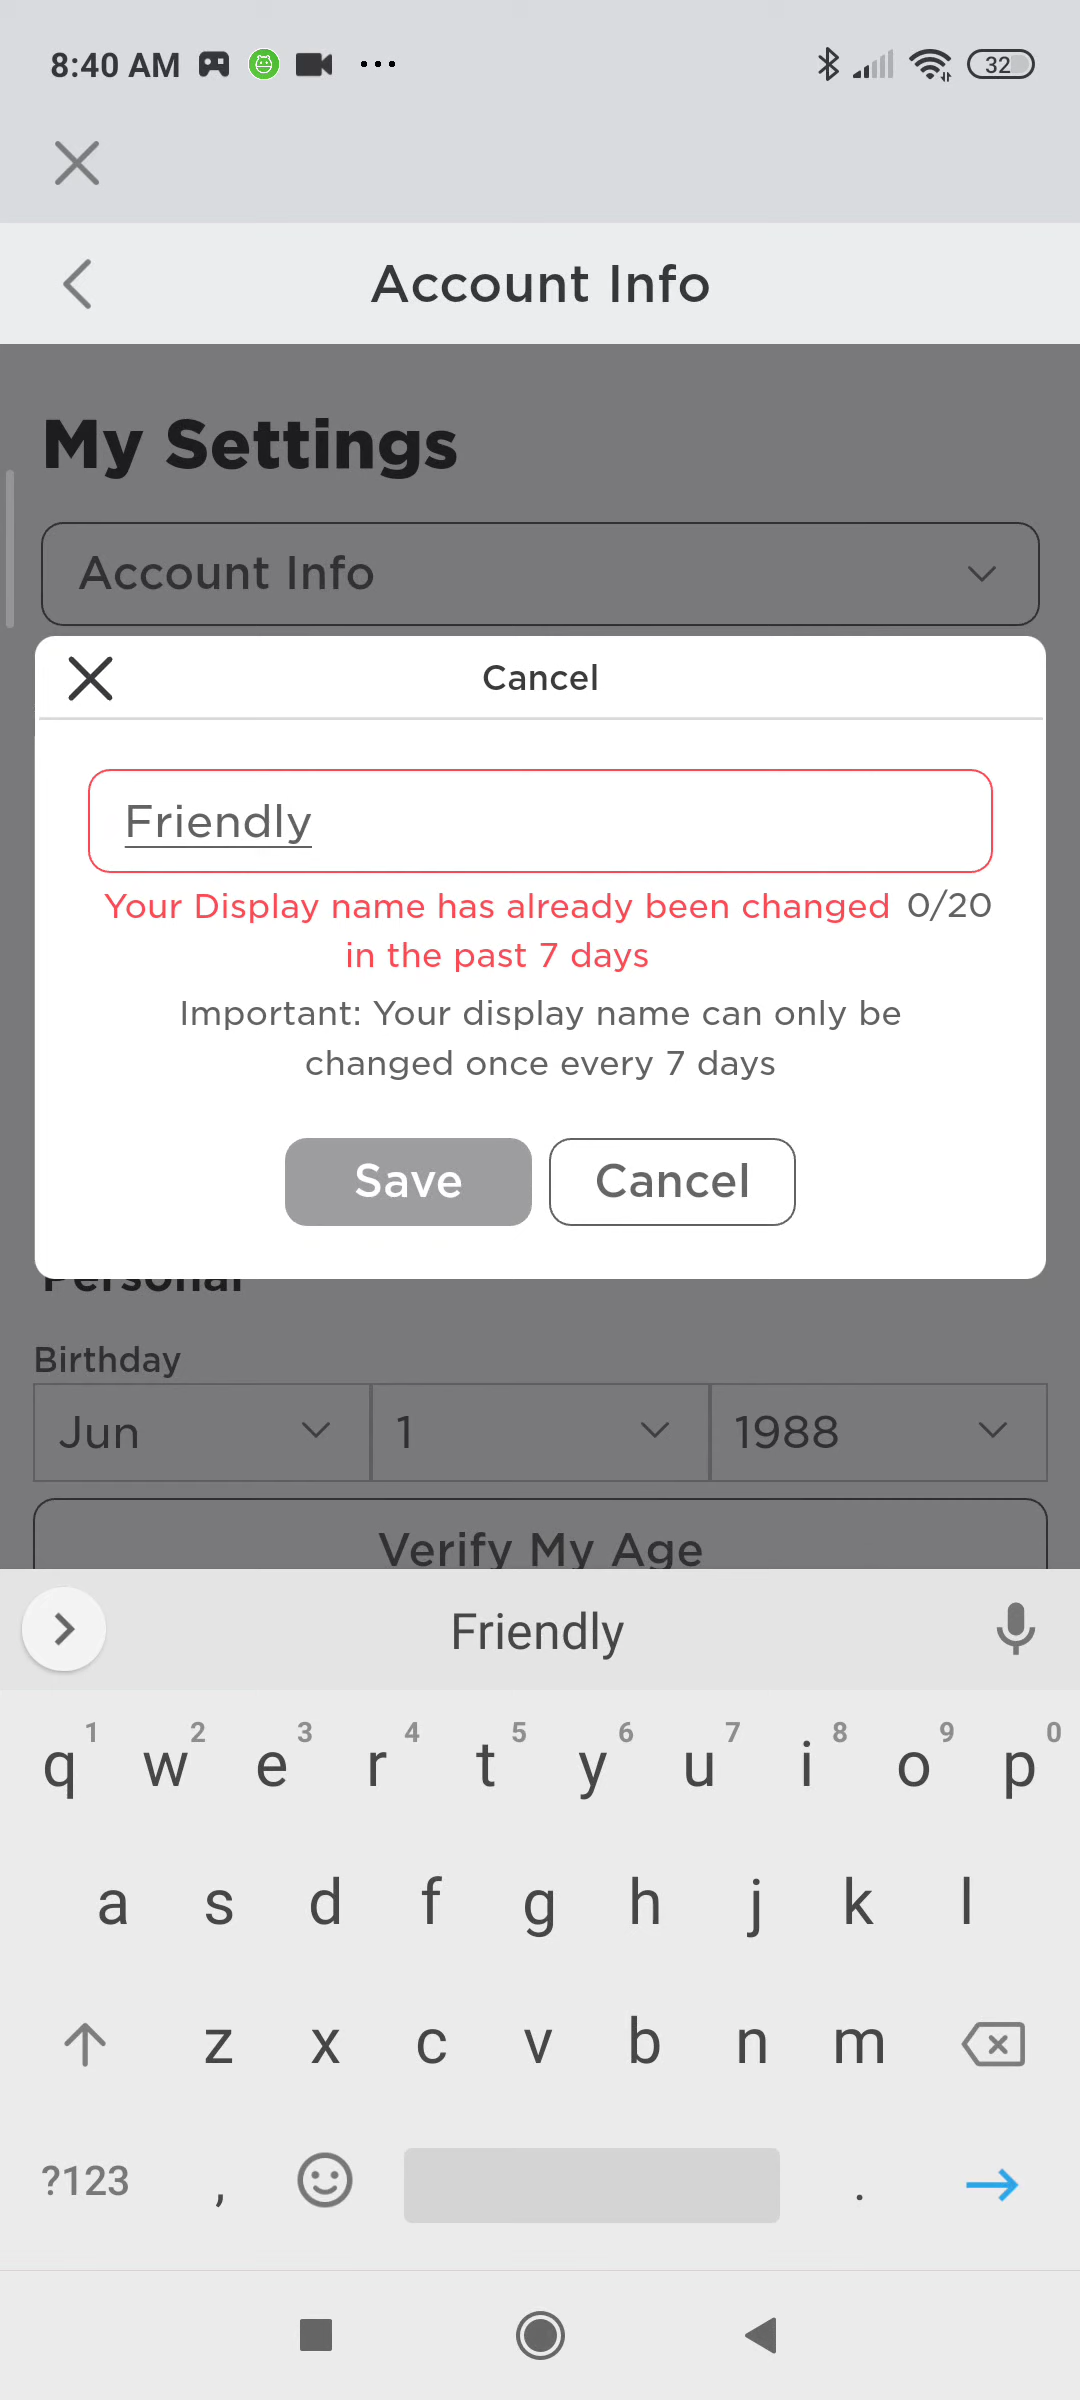 8:40 AM ... 32
Account Info
My Settings
Account Info
Cancel
Friendly
Your Display name has already been changed 0/20
in the past 7 days
Important: Your display name can only be
changed once every 7 days
Save Cancel
Personal
Birthday
Jun 1 1988
Verify My Age
Friendly
1 2 3 4 5 6 7 8 9 0
q w e r t y u i o p
a s d f g h j k l
z x c v b n m
?123 , .